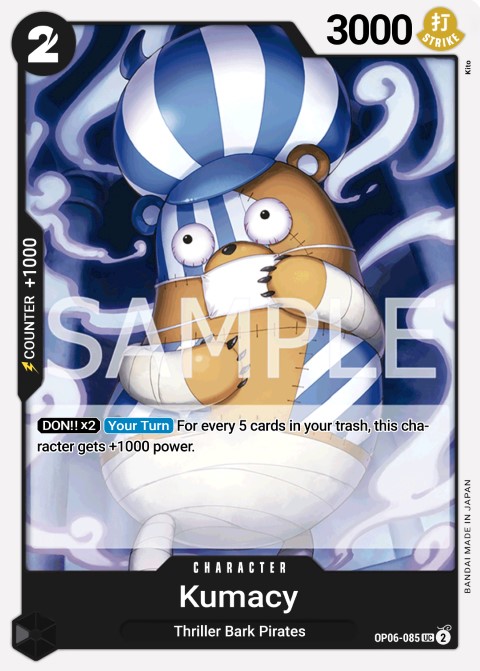 2
3000
打
STRIKE
Kito
COUNTER +1000
SAMPLE
DON!! ×2 Your Turn For every 5 cards in your trash, this cha-
racter gets +1000 power.
BANDAI MADE IN JAPAN
CHARACTER
Kumacy
Thriller Bark Pirates
OP06-085 UC 2